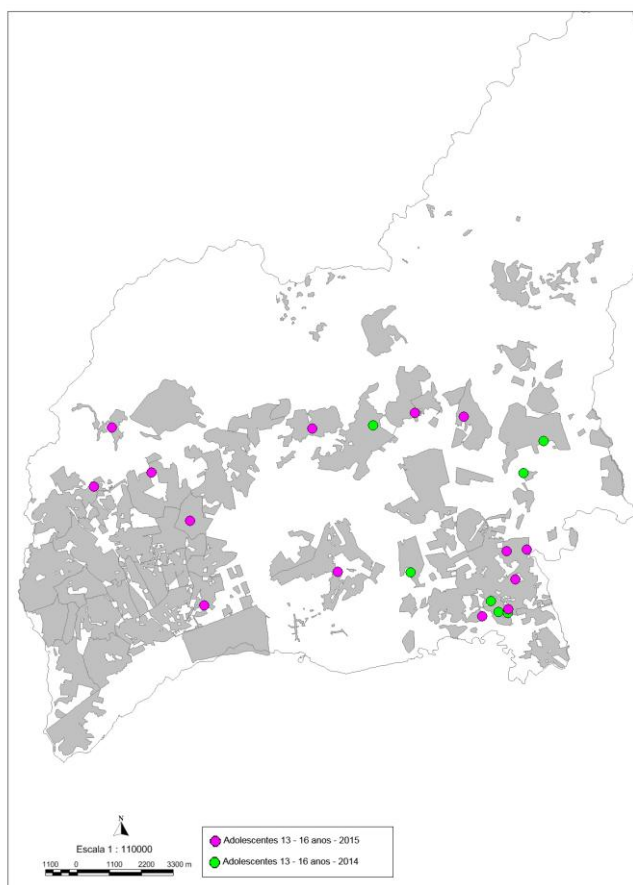 N
Escala 1 : 110000
1100 0 1100 2200 3300 m
Adolescentes 13 - 16 anos - 2015
Adolescentes 13 - 16 anos - 2014